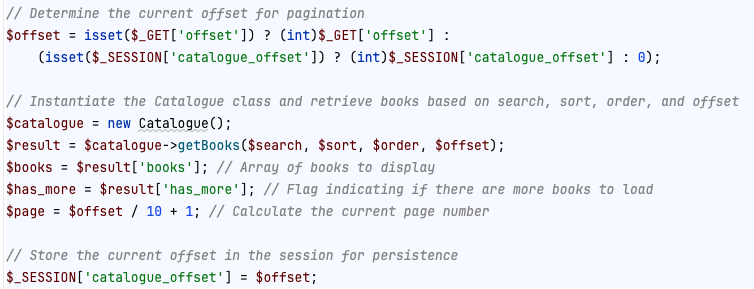 // Determine the current offset for pagination
$offset = isset($_GET['offset']) ? (int)$_GET['offset'] :
    (isset($_SESSION['catalogue_offset']) ? (int)$_SESSION['catalogue_offset'] : 0);

// Instantiate the Catalogue class and retrieve books based on search, sort, order, and offset
$catalogue = new Catalogue();
$result = $catalogue->getBooks($search, $sort, $order, $offset);
$books = $result['books']; // Array of books to display
$has_more = $result['has_more']; // Flag indicating if there are more books to load
$page = $offset / 10 + 1; // Calculate the current page number

// Store the current offset in the session for persistence
$_SESSION['catalogue_offset'] = $offset;